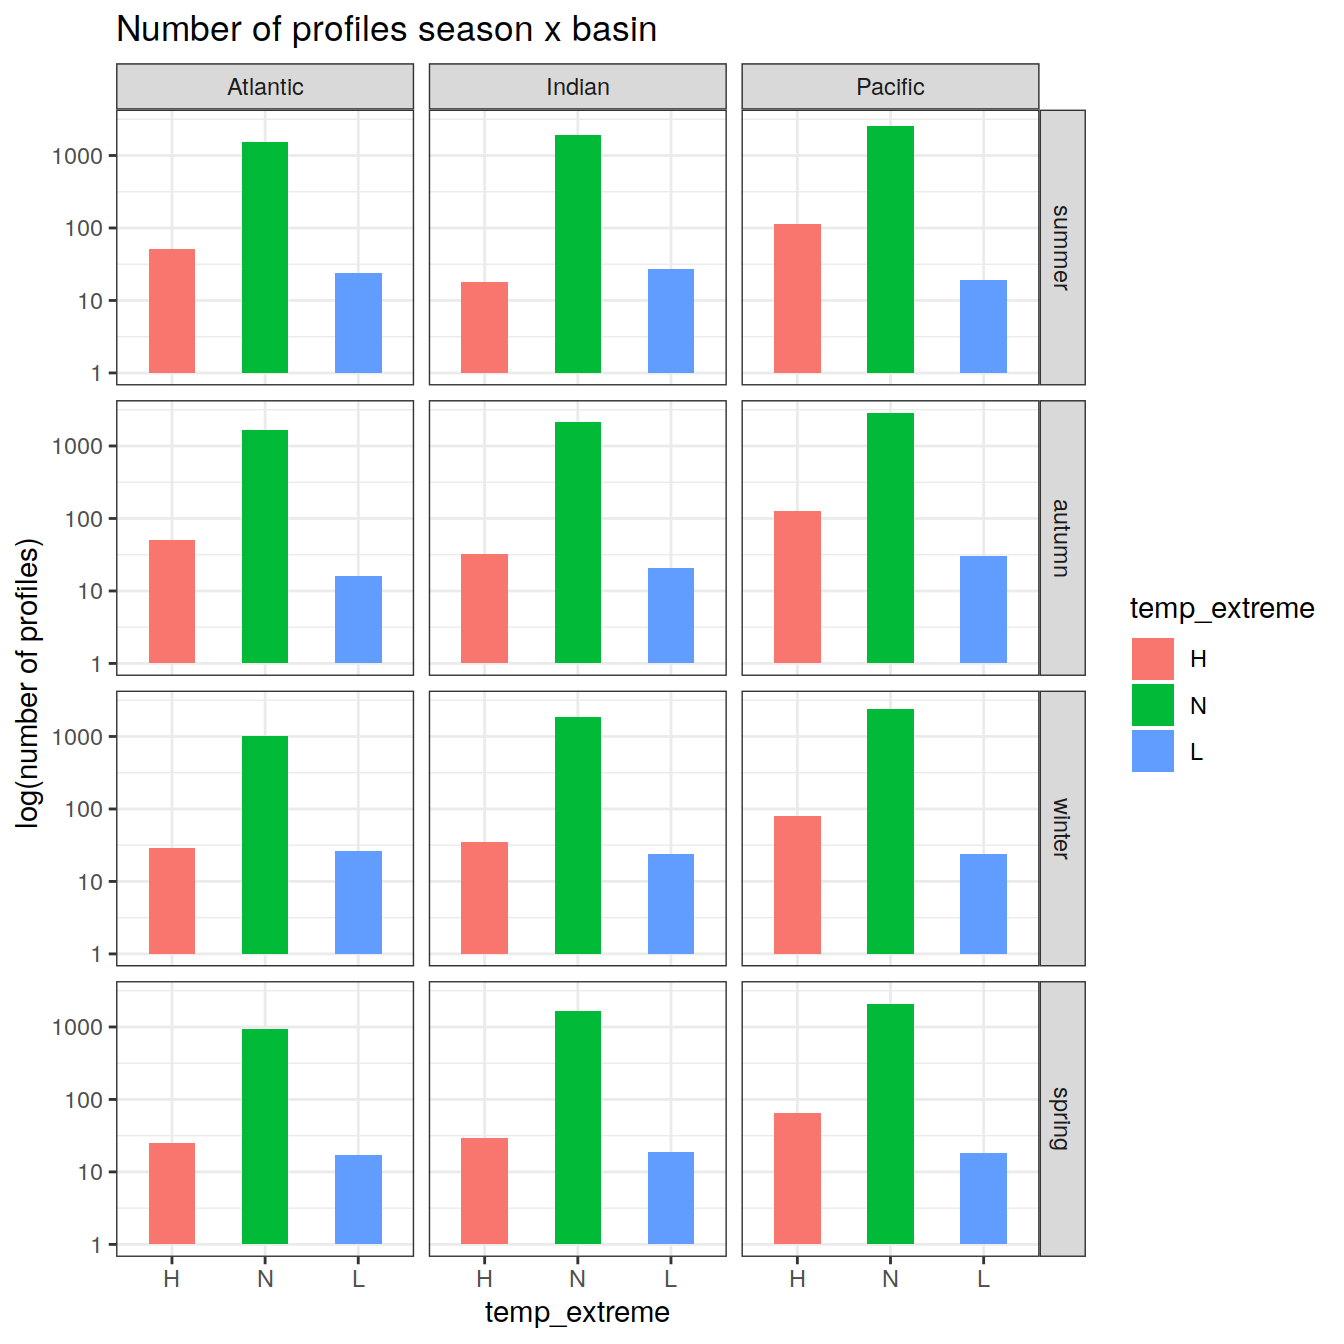 Number of profiles season x basin
Atlantic Indian Pacific
1000
100
10
1
summer
1000
100
10
1
autumn
1000
100
10
1
winter
1000
100
10
1
spring
H N L H N L H N L
temp_extreme
log(number of profiles)
temp_extreme
H
N
L